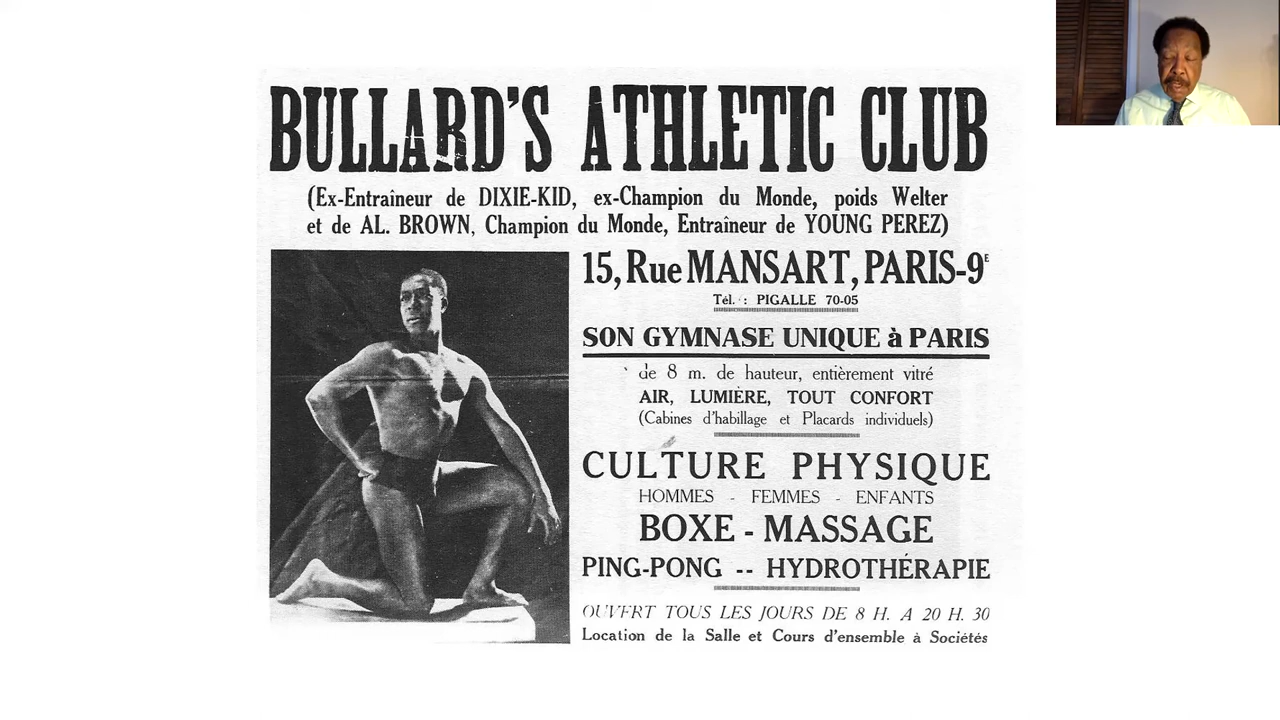 BULLARD'S ATHLETIC CLUB
(Ex-Entraîneur de DIXIE-KID, ex-Champion du Monde, poids Welter
et de AL. BROWN, Champion du Monde, Entraîneur de YOUNG PEREZ)
15, Rue MANSART, PARIS-9E
Tél. : PIGALLE 70-05
SON GYMNASE UNIQUE à PARIS
de 8 m. de hauteur, entièrement vitré
AIR, LUMIÈRE, TOUT CONFORT
(Cabines d'habillage et Placards individuels)
CULTURE PHYSIQUE
HOMMES - FEMMES - ENFANTS
BOXE - MASSAGE
PING-PONG -- HYDROTHÉRAPIE
OUVERT TOUS LES JOURS DE 8 H. A 20 H. 30
Location de la Salle et Cours d'ensemble à Sociétés